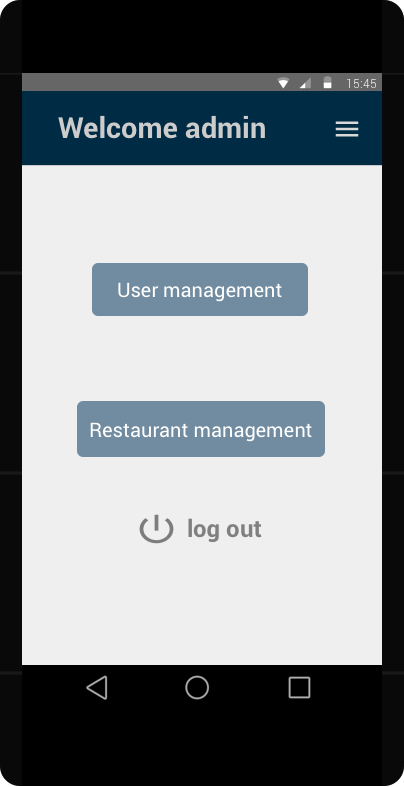 15:45
Welcome admin
User management
Restaurant management
log out